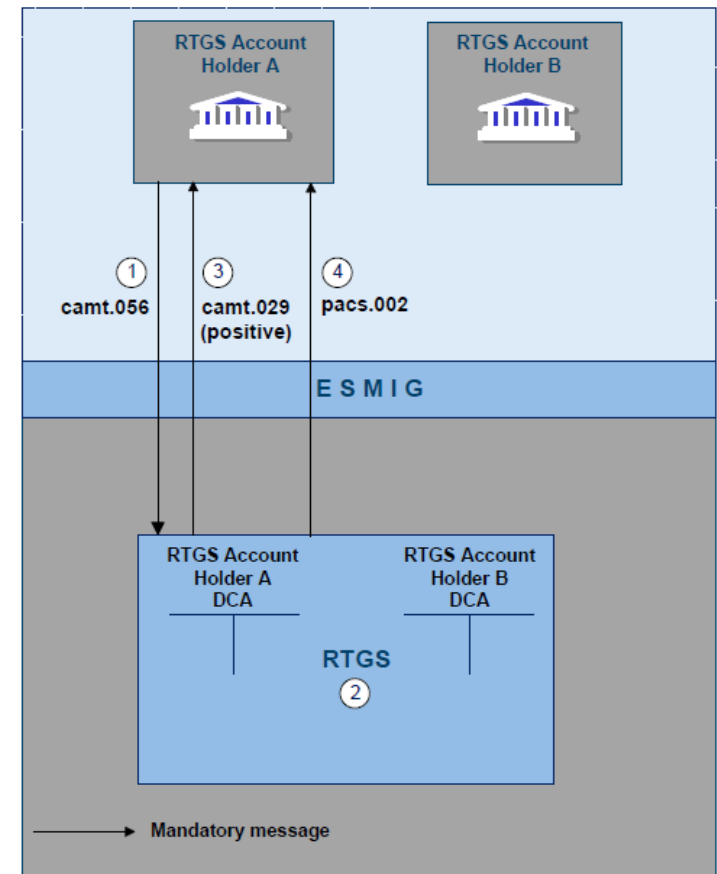 RTGS Account
Holder A
RTGS Account
Holder B
1
camt.056
3
camt.029
(positive)
4
pacs.002
E S M I G
RTGS Account
Holder A
DCA
RTGS Account
Holder B
DCA
RTGS
2
Mandatory message